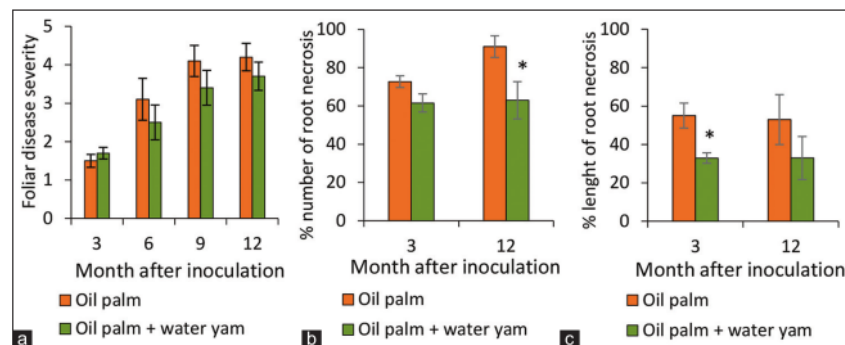 Foliar disease severity
5
4
3
2
1
0
3 6 9 12
Month after inoculation
Oil palm
Oil palm + water yam
a
% number of root necrosis
100
80
60
40
20
0
*
3 12
Month after inoculation
Oil palm
Oil palm + water yam
b
% lenght of root necrosis
100
80
60
40
20
0
*
3 12
Month after inoculation
Oil palm
Oil palm + water yam
c